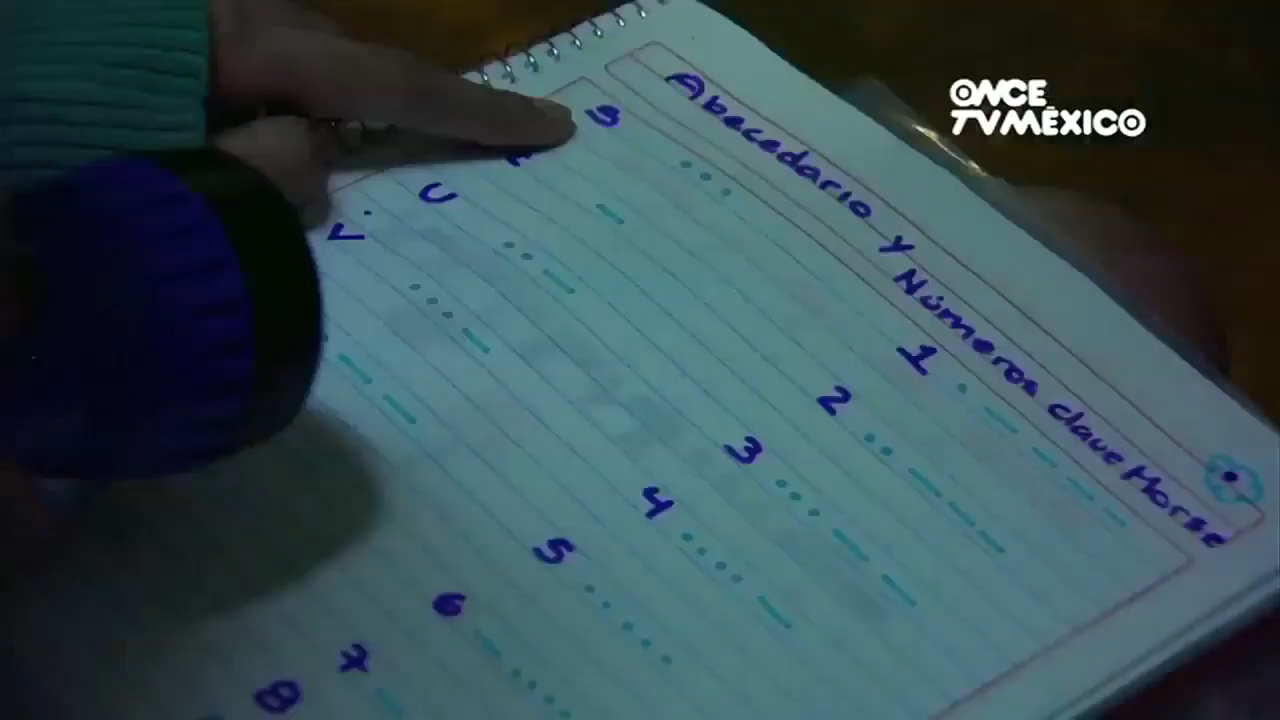 ONCE
TV MÉXICO
Abecedario y Números clave Morse
S ...
T —
U ..—
V ...—
1 .————
2 ..———
3 ...——
4 ....—
5 .....
6 —....
7
8